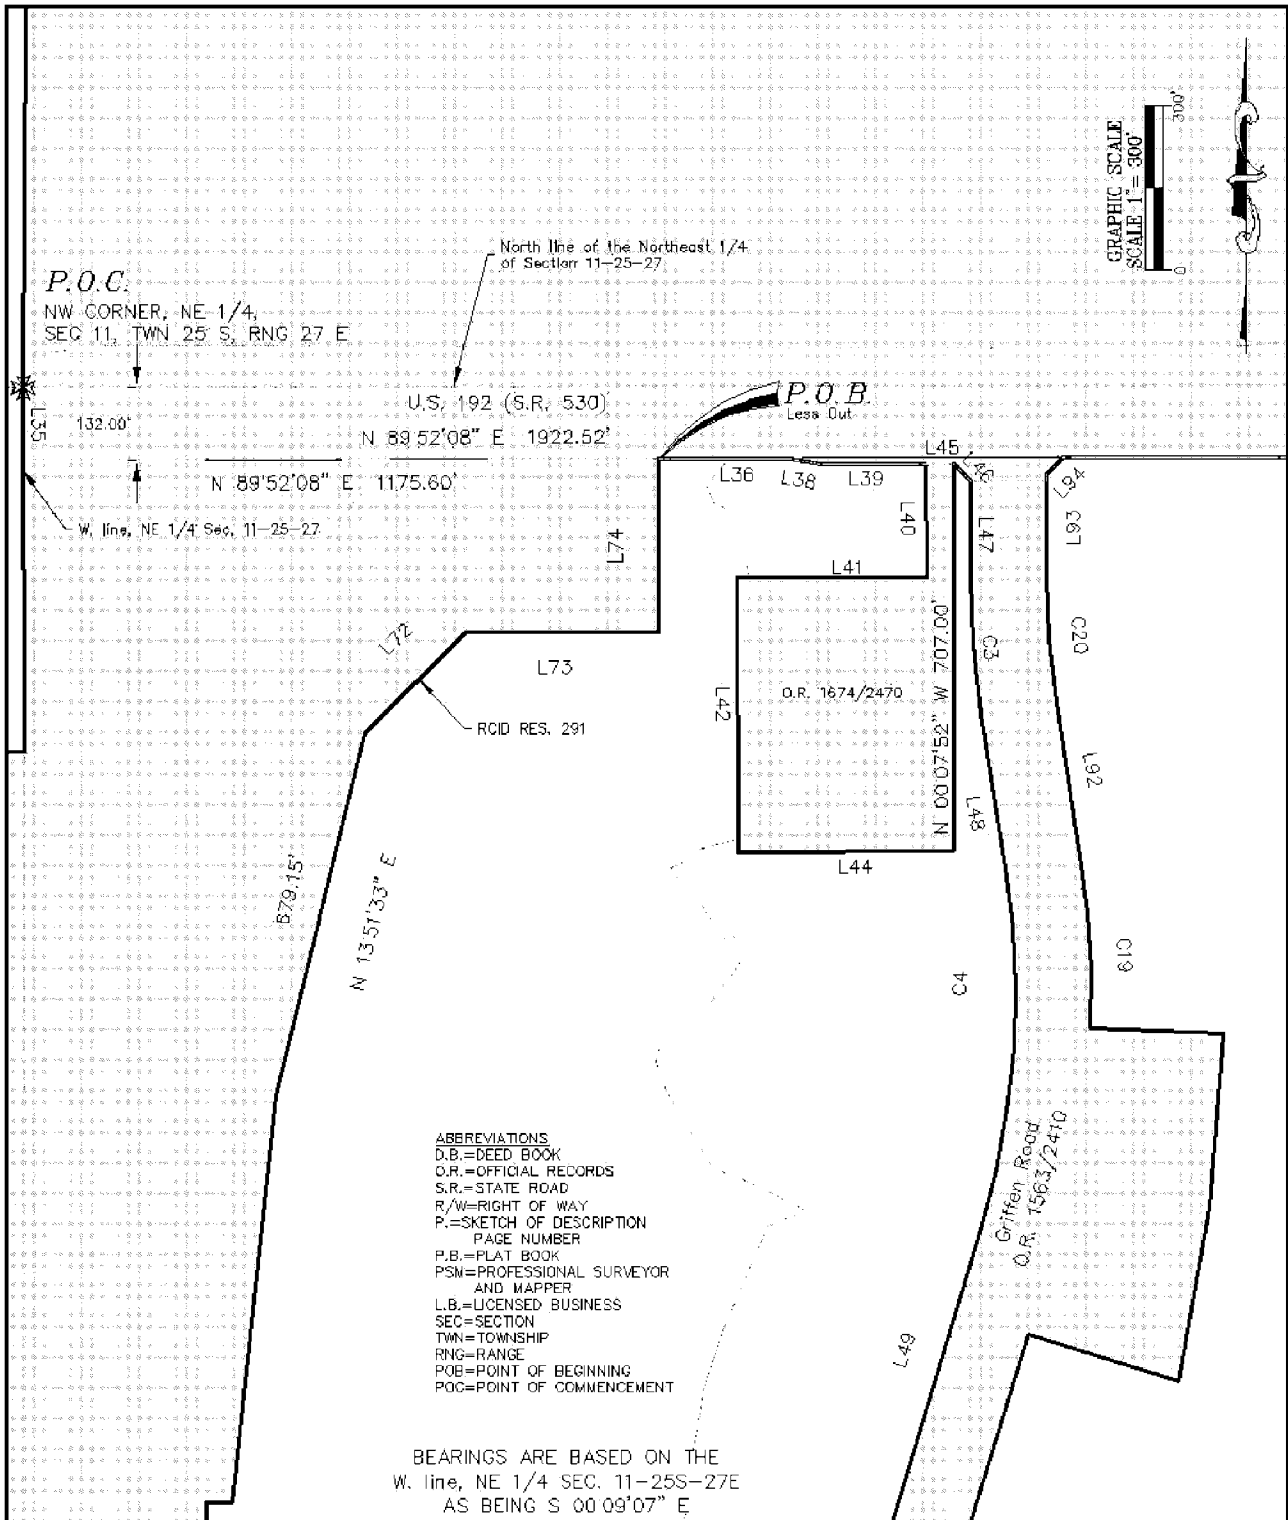 GRAPHIC SCALE
SCALE 1"= 300'
0
300'
North line of the Northeast 1/4
of Section 11-25-27
P.O.C.
NW CORNER, NE 1/4,
SEC 11, TWN 25 S, RNG 27 E
L35
132.00'
U.S. 192 (S.R. 530)
N 89°52'08" E 1922.52'
N 89°52'08" E 1175.60'
W. line, NE 1/4 Sec. 11-25-27
P.O.B.
Less Out
L36
L38
L39
L45
L46
L94
L40
L47
L93
L74
L41
L72
L73
RCID RES. 291
L42
O.R. 1674/2470
N 00°07'52" W 707.00'
C3
C20
L48
L92
L44
879.15'
N 13°51'33" E
C4
C19
ABBREVIATIONS
D.B.=DEED BOOK
O.R.=OFFICIAL RECORDS
S.R.=STATE ROAD
R/W=RIGHT OF WAY
P.=SKETCH OF DESCRIPTION
PAGE NUMBER
P.B.=PLAT BOOK
PSM=PROFESSIONAL SURVEYOR
AND MAPPER
L.B.=LICENSED BUSINESS
SEC=SECTION
TWN=TOWNSHIP
RNG=RANGE
POB=POINT OF BEGINNING
POC=POINT OF COMMENCEMENT
Griffen Road
O.R. 1563/2410
L49
BEARINGS ARE BASED ON THE
W. line, NE 1/4 SEC. 11-25S-27E
AS BEING S 00°09'07" E